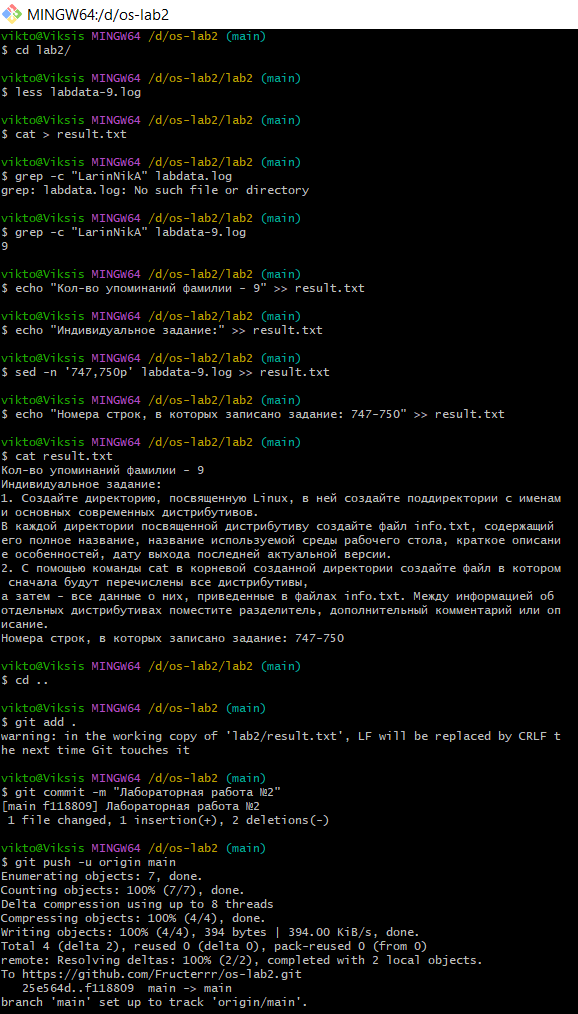 MINGW64:/d/os-lab2
vikto@Viksis MINGW64 /d/os-lab2 (main)
$ cd lab2/
vikto@Viksis MINGW64 /d/os-lab2/lab2 (main)
$ less labdata-9.log
vikto@Viksis MINGW64 /d/os-lab2/lab2 (main)
$ cat > result.txt
vikto@Viksis MINGW64 /d/os-lab2/lab2 (main)
$ grep -c "LarinNikA" labdata.log
grep: labdata.log: No such file or directory
vikto@Viksis MINGW64 /d/os-lab2/lab2 (main)
$ grep -c "LarinNikA" labdata-9.log
9
vikto@Viksis MINGW64 /d/os-lab2/lab2 (main)
$ echo "Кол-во упоминаний фамилии - 9" >> result.txt
vikto@Viksis MINGW64 /d/os-lab2/lab2 (main)
$ echo "Индивидуальное задание:" >> result.txt
vikto@Viksis MINGW64 /d/os-lab2/lab2 (main)
$ sed -n '747,750p' labdata-9.log >> result.txt
vikto@Viksis MINGW64 /d/os-lab2/lab2 (main)
$ echo "Номера строк, в которых записано задание: 747-750" >> result.txt
vikto@Viksis MINGW64 /d/os-lab2/lab2 (main)
$ cat result.txt
Кол-во упоминаний фамилии - 9
Индивидуальное задание:
1. Создайте директорию, посвященную Linux, в ней создайте поддиректории с именам
и основных современных дистрибутивов.
В каждой директории посвященной дистрибутиву создайте файл info.txt, содержащий
его полное название, название используемой среды рабочего стола, краткое описани
е особенностей, дату выхода последней актуальной версии.
2. С помощью команды cat в корневой созданной директории создайте файл в котором
сначала будут перечислены все дистрибутивы,
а затем - все данные о них, приведенные в файлах info.txt. Между информацией об
отдельных дистрибутивах поместите разделитель, дополнительный комментарий или оп
исание.
Номера строк, в которых записано задание: 747-750
vikto@Viksis MINGW64 /d/os-lab2/lab2 (main)
$ cd ..
vikto@Viksis MINGW64 /d/os-lab2 (main)
$ git add .
warning: in the working copy of 'lab2/result.txt', LF will be replaced by CRLF t
he next time Git touches it
vikto@Viksis MINGW64 /d/os-lab2 (main)
$ git commit -m "Лабораторная работа №2"
[main f118809] Лабораторная работа №2
1 file changed, 1 insertion(+), 2 deletions(-)
vikto@Viksis MINGW64 /d/os-lab2 (main)
$ git push -u origin main
Enumerating objects: 7, done.
Counting objects: 100% (7/7), done.
Delta compression using up to 8 threads
Compressing objects: 100% (4/4), done.
Writing objects: 100% (4/4), 394 bytes | 394.00 KiB/s, done.
Total 4 (delta 2), reused 0 (delta 0), pack-reused 0 (from 0)
remote: Resolving deltas: 100% (2/2), completed with 2 local objects.
To https://github.com/Fructerrr/os-lab2.git
25e564d..f118809  main -> main
branch 'main' set up to track 'origin/main'.